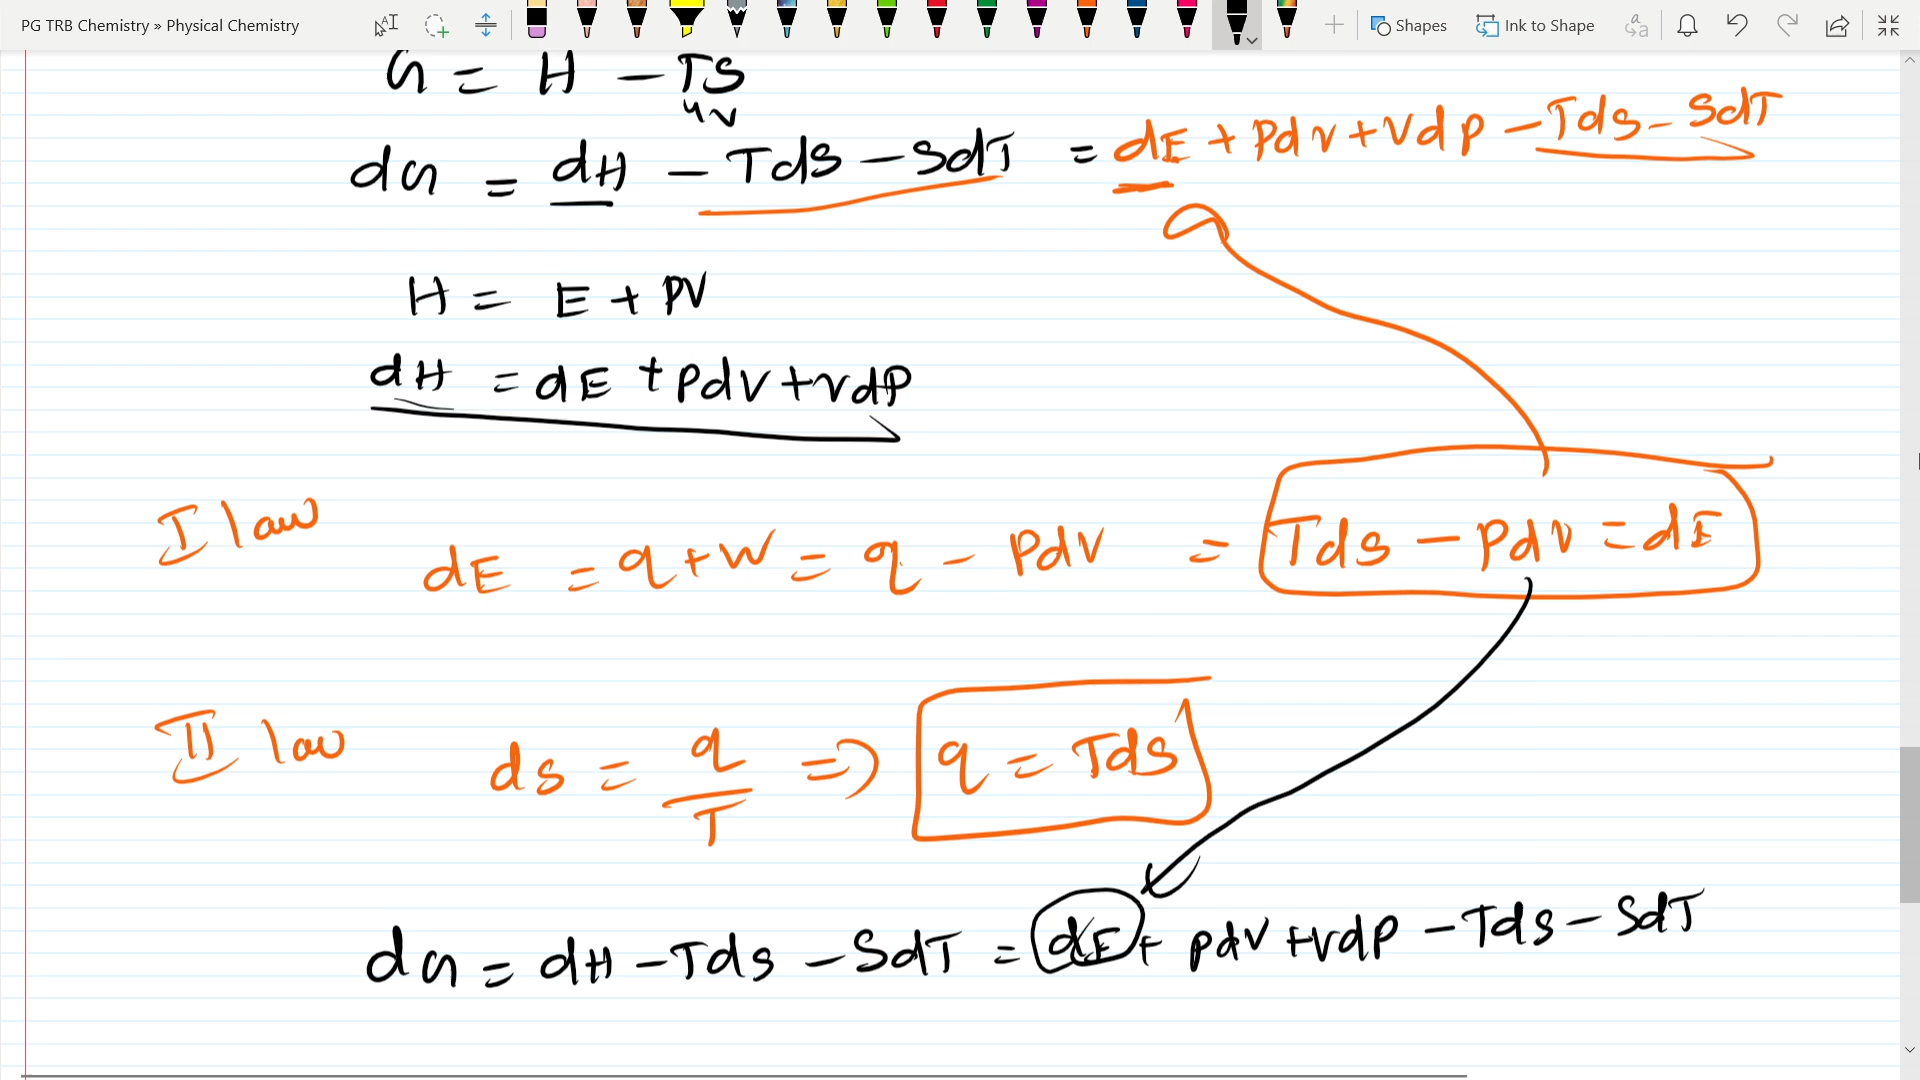 PG TRB Chemistry » Physical Chemistry
Shapes
Ink to Shape
G = H - TS
uv
dG = dH - TdS - SdT = dE + Pdv + Vdp - Tds - SdT
H = E + PV
dH = dE + PdV + VdP
I law
dE = q + w = q - PdV = Tds - Pdv = dE
II law
ds = q/T => q = Tds
dG = dH - Tds - SdT = dE + pdV + vdp - Tds - SdT